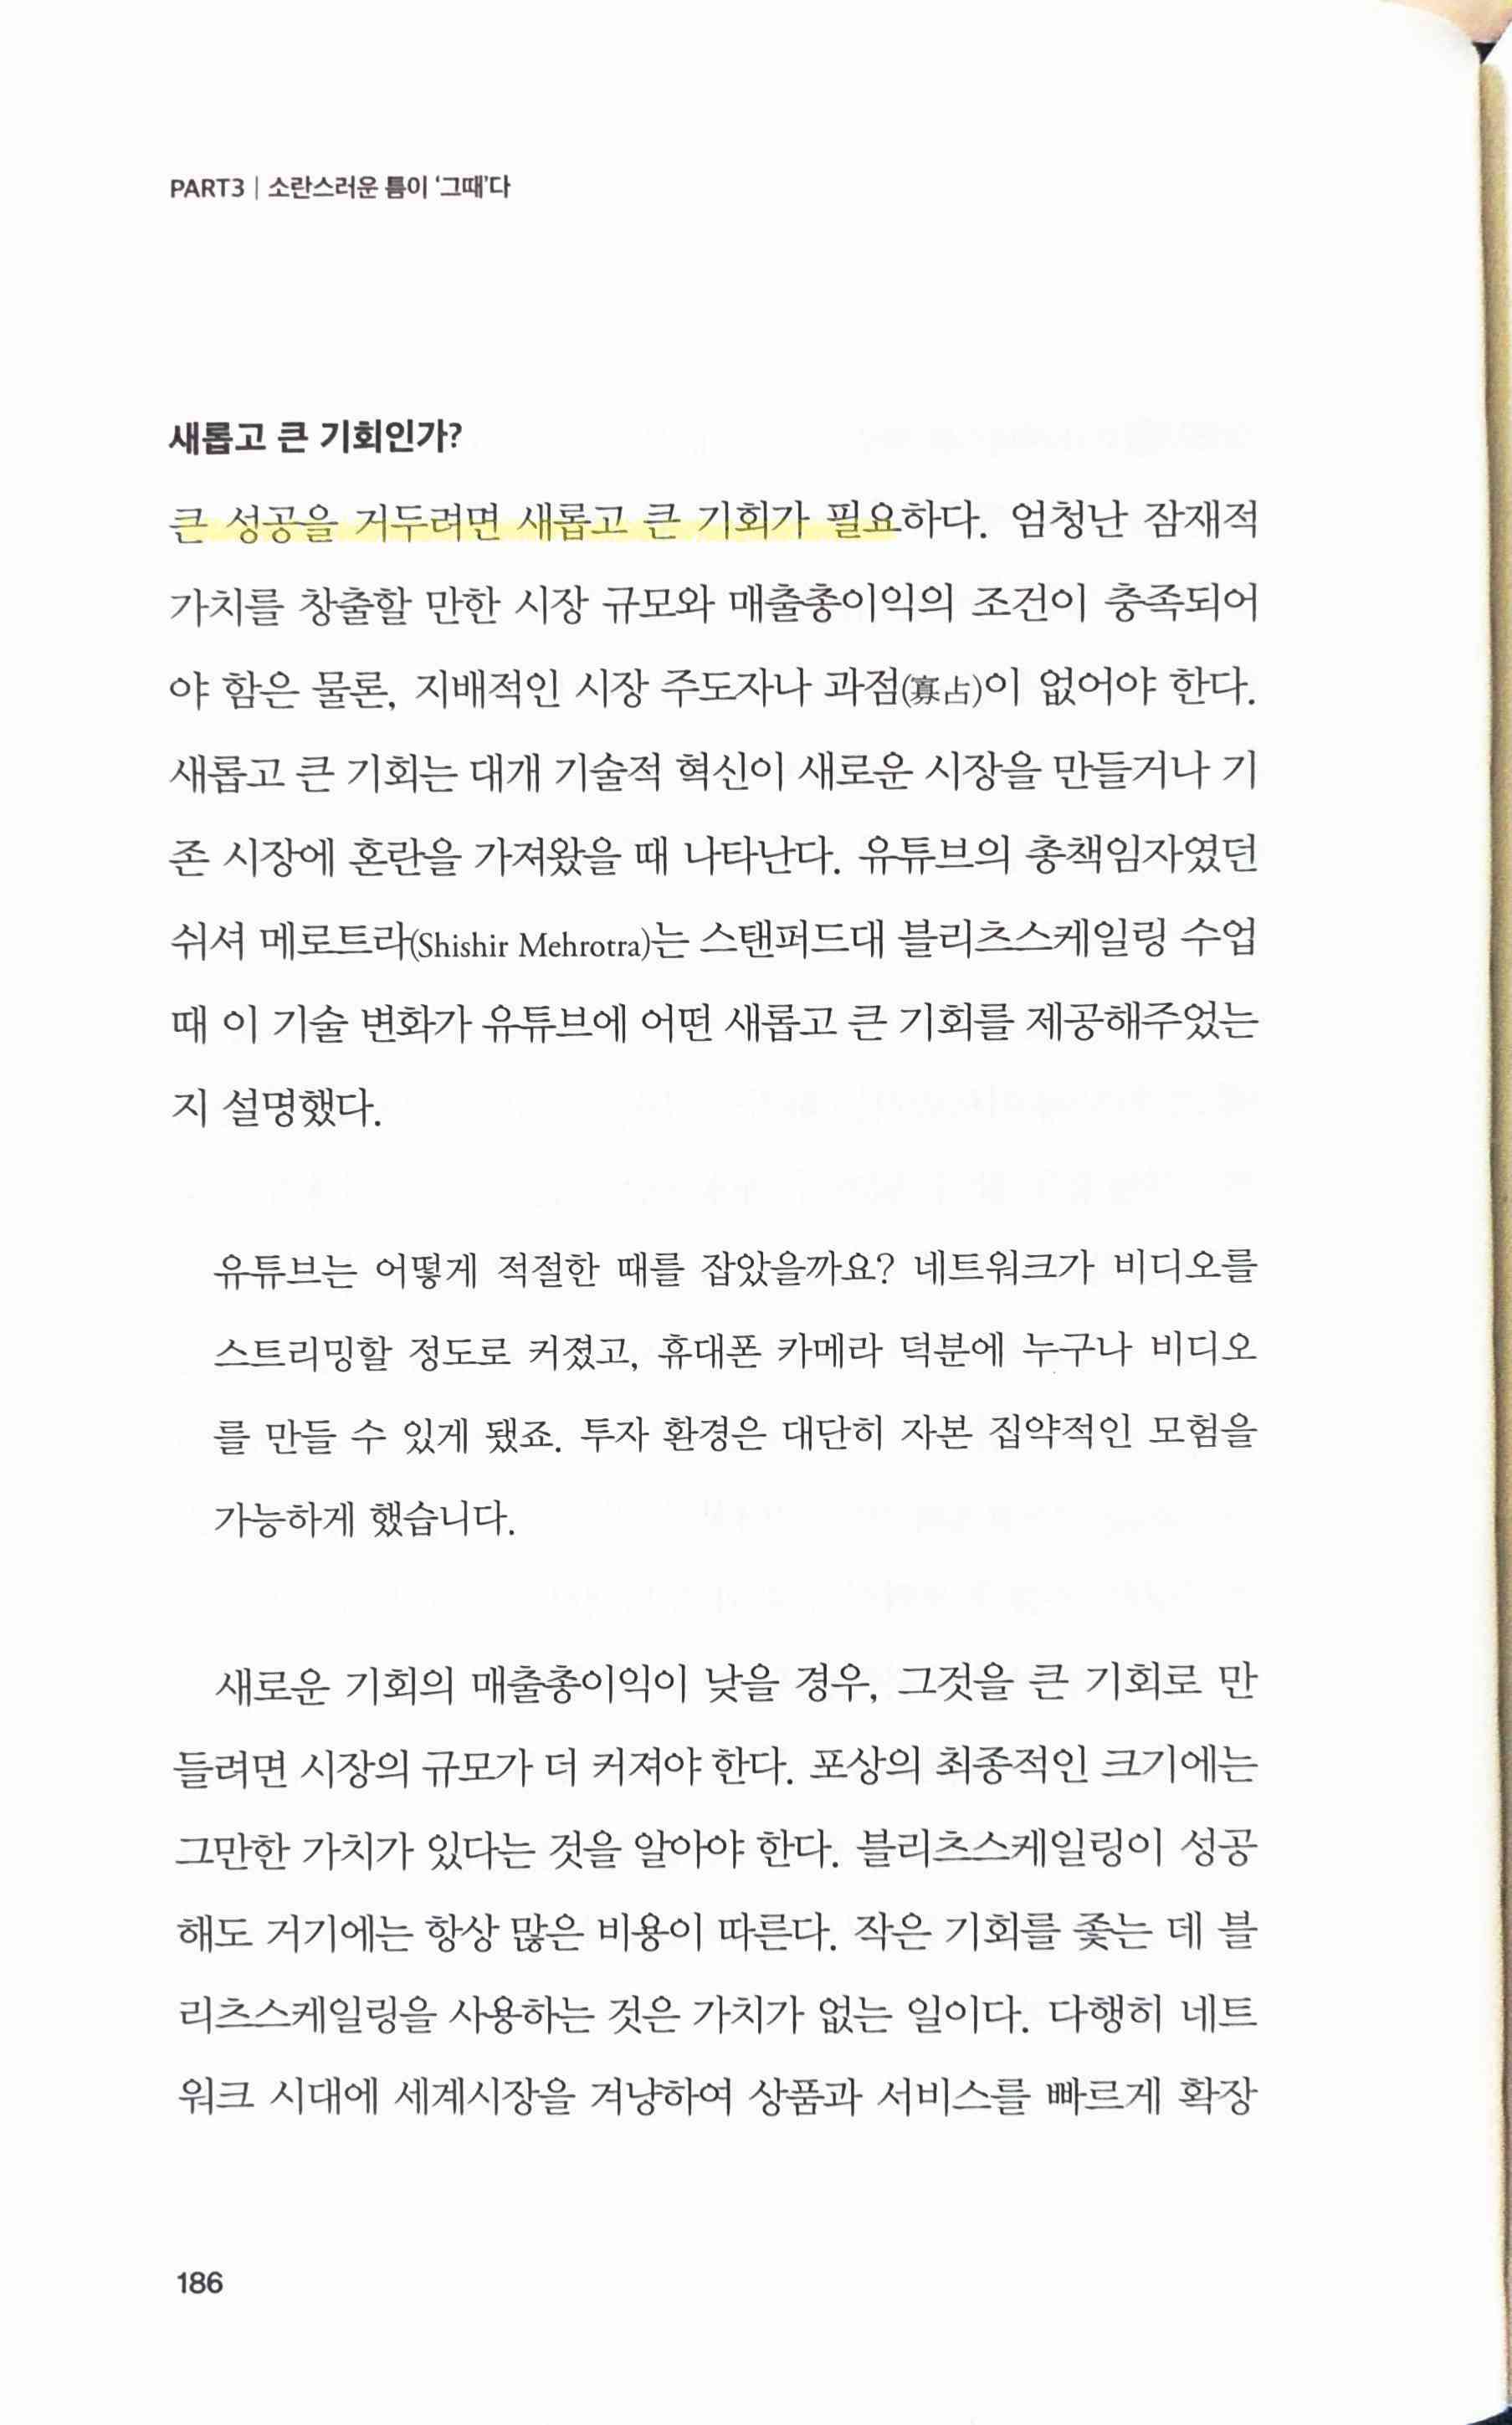 PART3 | 소란스러운 틈이 ‘그때’다
새롭고 큰 기회인가?
큰 성공을 거두려면 새롭고 큰 기회가 필요하다. 엄청난 잠재적
가치를 창출할 만한 시장 규모와 매출총이익의 조건이 충족되어
야 함은 물론, 지배적인 시장 주도자나 과점(寡占)이 없어야 한다.
새롭고 큰 기회는 대개 기술적 혁신이 새로운 시장을 만들거나 기
존 시장에 혼란을 가져왔을 때 나타난다. 유튜브의 총책임자였던
쉬셔 메로트라(Shishir Mehrotra)는 스탠퍼드대 블리츠스케일링 수업
때 이 기술 변화가 유튜브에 어떤 새롭고 큰 기회를 제공해주었는
지 설명했다.
유튜브는 어떻게 적절한 때를 잡았을까요? 네트워크가 비디오를
스트리밍할 정도로 커졌고, 휴대폰 카메라 덕분에 누구나 비디오
를 만들 수 있게 됐죠. 투자 환경은 대단히 자본 집약적인 모험을
가능하게 했습니다.
새로운 기회의 매출총이익이 낮을 경우, 그것을 큰 기회로 만
들려면 시장의 규모가 더 커져야 한다. 포상의 최종적인 크기에는
그만한 가치가 있다는 것을 알아야 한다. 블리츠스케일링이 성공
해도 거기에는 항상 많은 비용이 따른다. 작은 기회를 좇는 데 블
리츠스케일링을 사용하는 것은 가치가 없는 일이다. 다행히 네트
워크 시대에 세계시장을 겨냥하여 상품과 서비스를 빠르게 확장
186